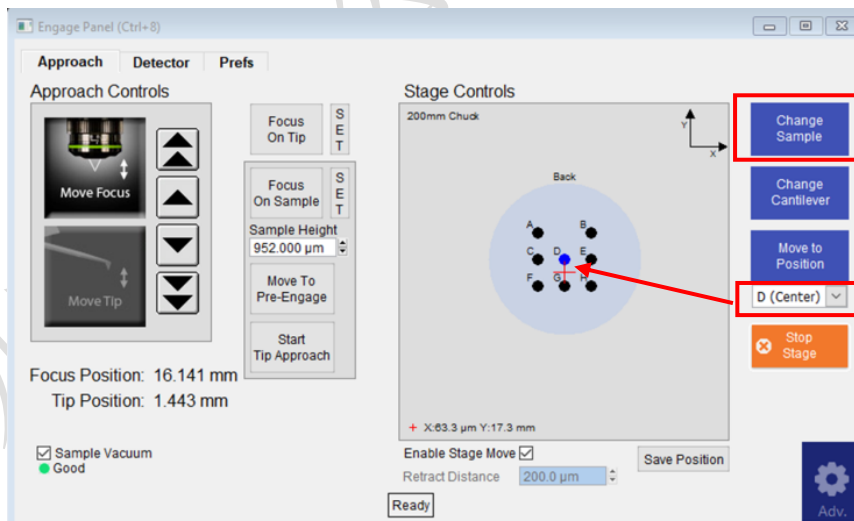 Engage Panel (Ctrl+8)
Approach Detector Prefs
Approach Controls
Move Focus
Move Tip
Focus
On Tip
SET
Focus
On Sample
SET
Sample Height
952.000 µm
Move To
Pre-Engage
Start
Tip Approach
Focus Position: 16.141 mm
Tip Position: 1.443 mm
Sample Vacuum
Good
Stage Controls
200mm Chuck
Y
X
Back
A B
C D E
F G H
+ X:63.3 µm Y:17.3 mm
Enable Stage Move
Save Position
Retract Distance 200.0 µm
Ready
Change
Sample
Change
Cantilever
Move to
Position
D (Center)
Stop
Stage
Adv.